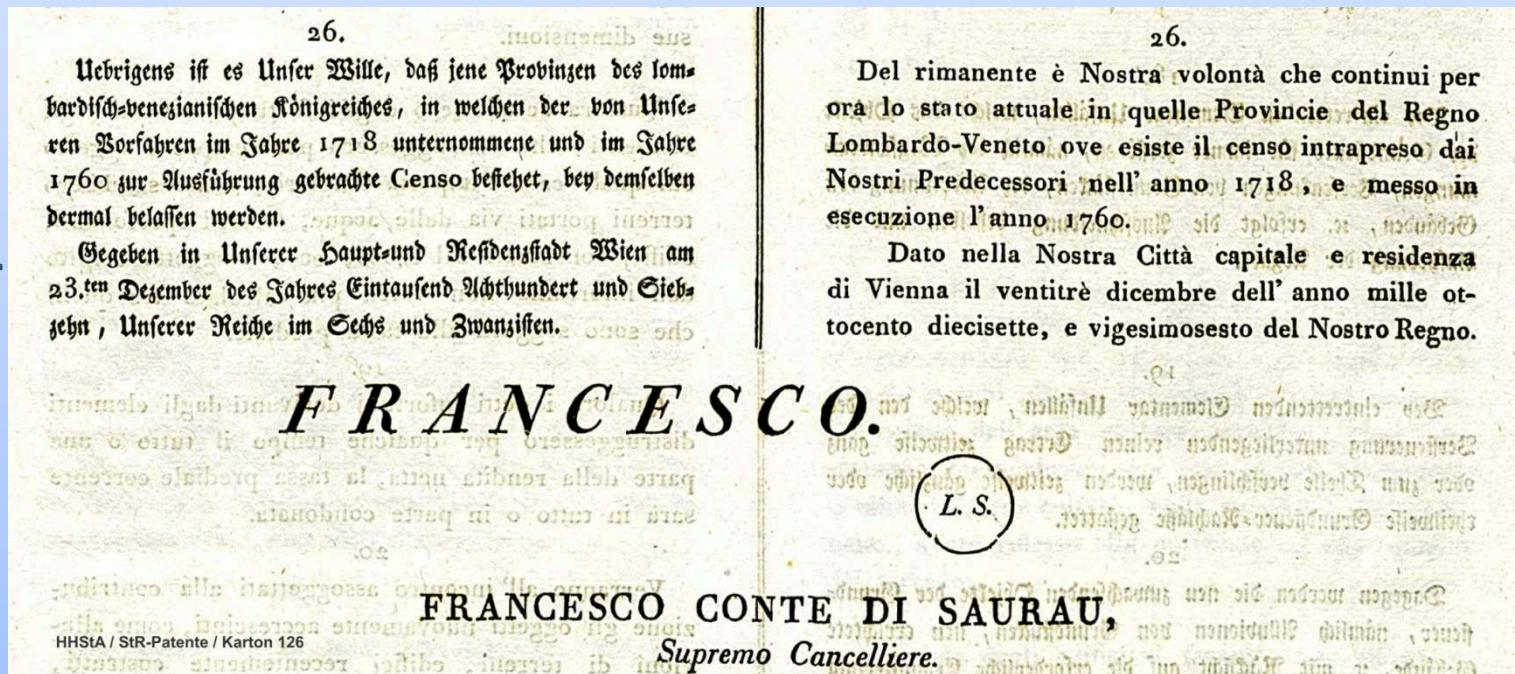 26.
Uebrigens ist es Unser Wille, daß jene Provinzen des lom-
bardisch-venezianischen Königreiches, in welchen der von Unse-
ren Vorfahren im Jahre 1718 unternommene und im Jahre
1760 zur Ausführung gebrachte Censo bestehet, bey demselben
dermal belassen werden.
Gegeben in Unserer Haupt-und Residenzstadt Wien am
23.ten Dezember des Jahres Eintausend Achthundert und Sieb-
zehn, Unserer Reiche im Sechs und Zwanzisten.
26.
Del rimanente è Nostra volontà che continui per
ora lo stato attuale in quelle Provincie del Regno
Lombardo-Veneto ove esiste il censo intrapreso dai
Nostri Predecessori nell' anno 1718, e messo in
esecuzione l'anno 1760.
Dato nella Nostra Città capitale e residenza
di Vienna il ventitrè dicembre dell' anno mille ot-
tocento diecisette, e vigesimosesto del Nostro Regno.
FRANCESCO.
L. S.
FRANCESCO CONTE DI SAURAU,
Supremo Cancelliere.
HHStA / StR-Patente / Karton 126